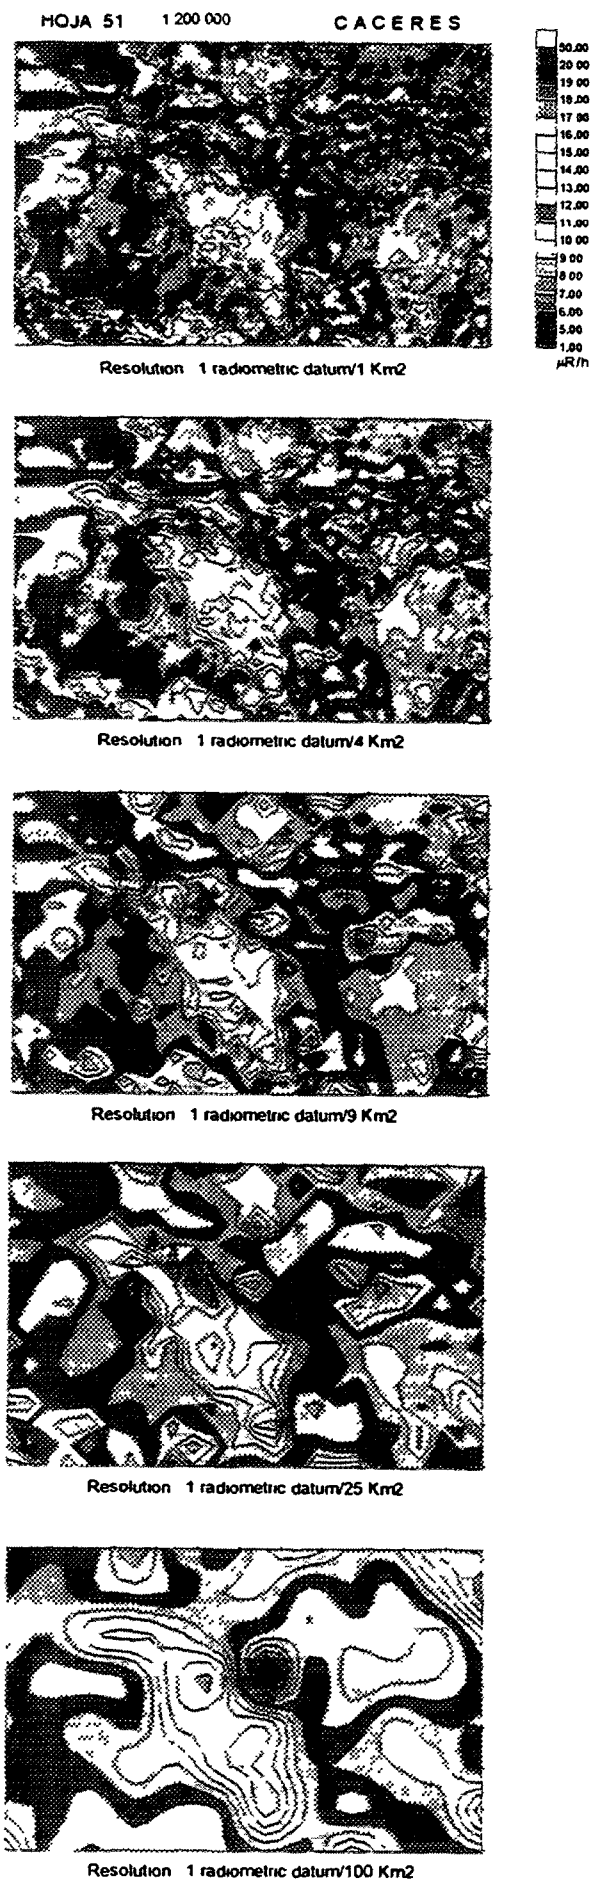 HOJA 51 1 200 000 CACERES
30.00
20 00
19 00
18.00
17 00
16.00
15.00
14.00
13.00
12.00
11.00
10 00
9 00
8 00
7.00
6.00
5.00
1.00
µR/h
Resolution 1 radiometric datum/1 Km2
Resolution 1 radiometric datum/4 Km2
Resolution 1 radiometric datum/9 Km2
Resolution 1 radiometric datum/25 Km2
Resolution 1 radiometric datum/100 Km2